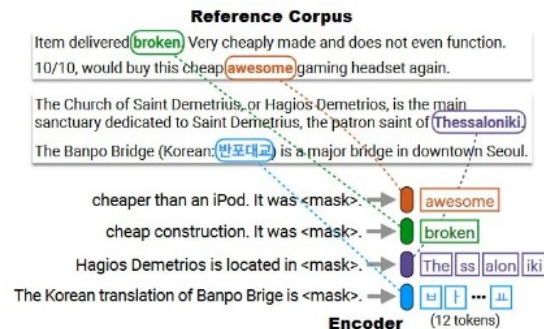 Reference Corpus
Item delivered broken. Very cheaply made and does not even function.
10/10, would buy this cheap awesome gaming headset again.
The Church of Saint Demetrius, or Hagios Demetrios, is the main
sanctuary dedicated to Saint Demetrius, the patron saint of Thessaloniki.
The Banpo Bridge (Korean: 반포대교) is a major bridge in downtown Seoul.
cheaper than an iPod. It was <mask>. awesome
cheap construction. It was <mask>. broken
Hagios Demetrios is located in <mask>. The ss alon iki
The Korean translation of Banpo Brige is <mask>. ㅂ ㅏ ... ㅛ
Encoder (12 tokens)